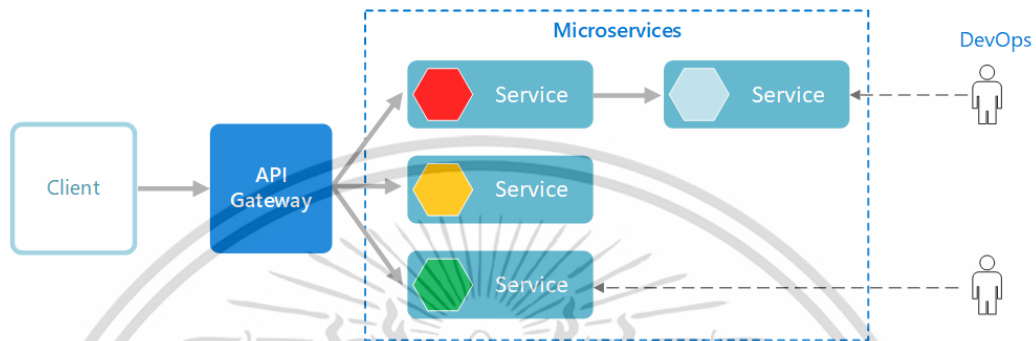 Microservices
DevOps
Service
Service
Client
API
Gateway
Service
Service